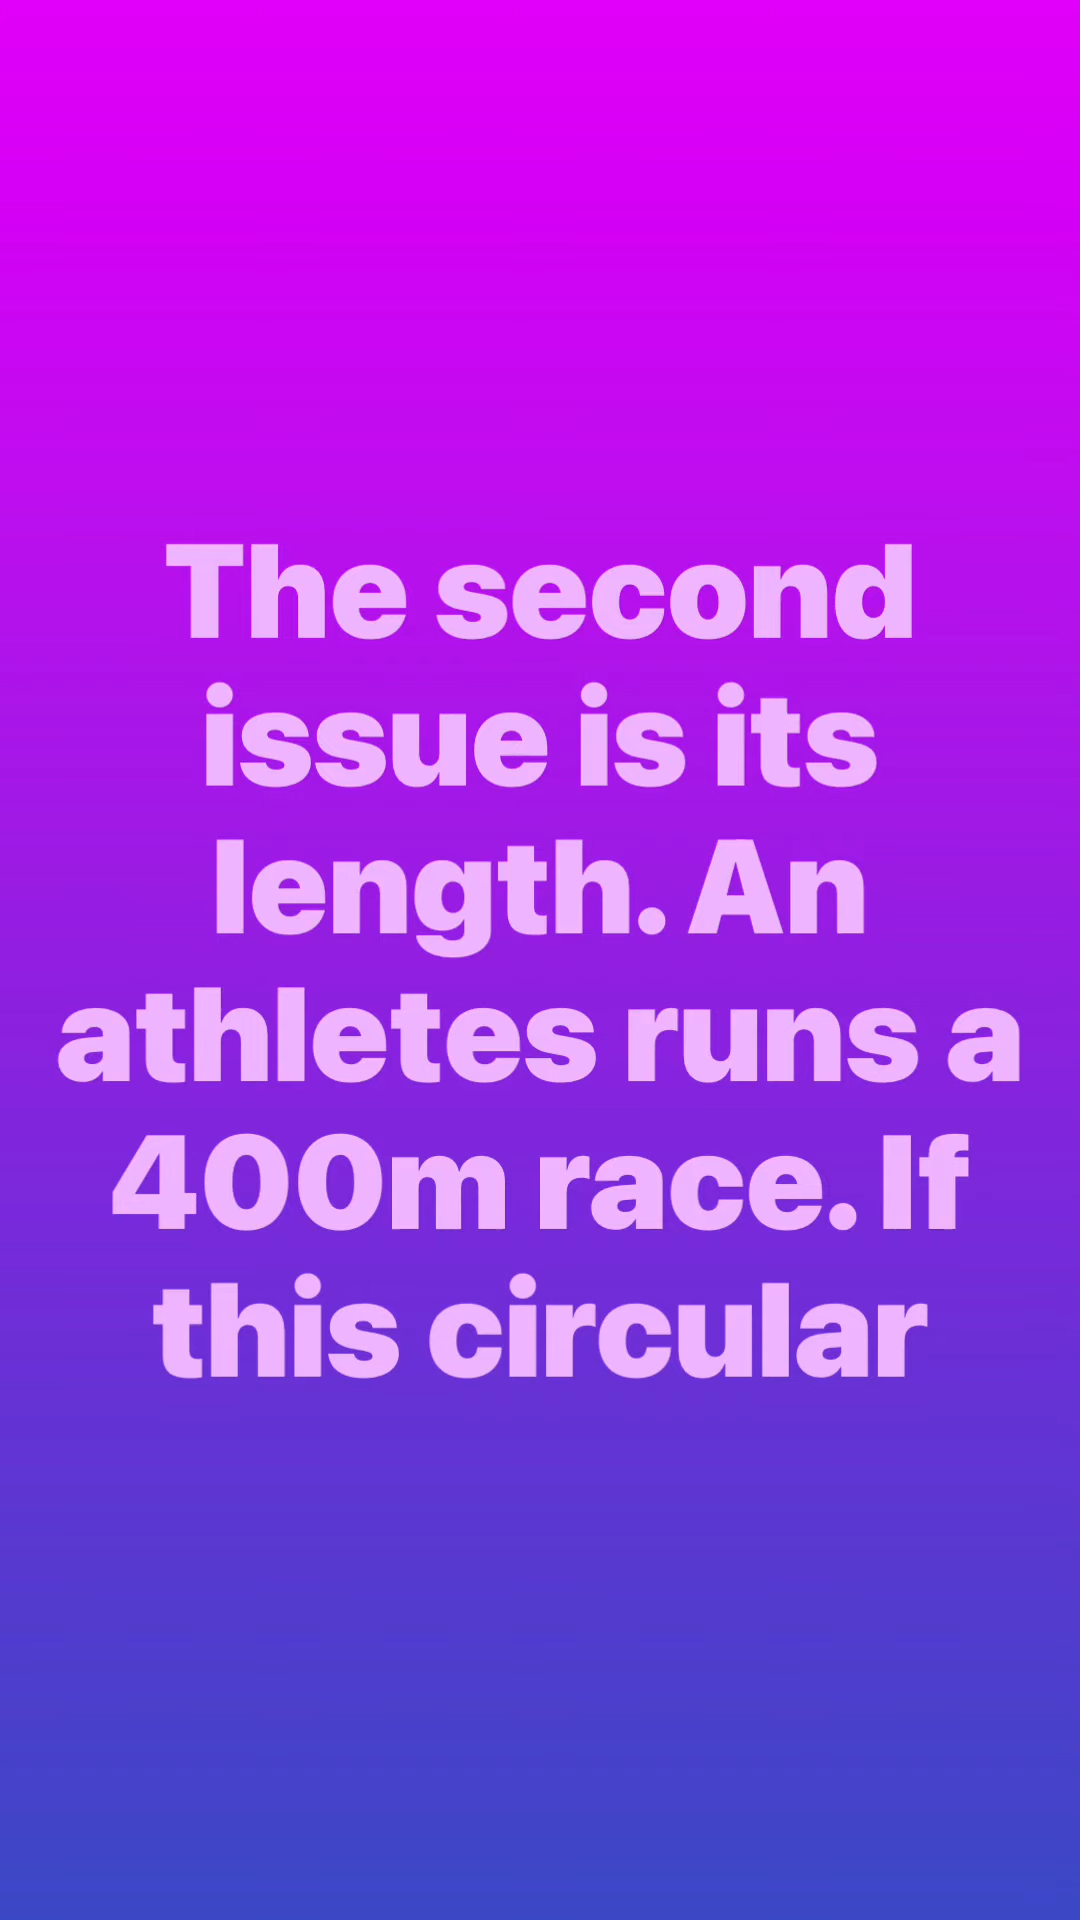 The second
issue is its
length. An
athletes runs a
400m race. If
this circular